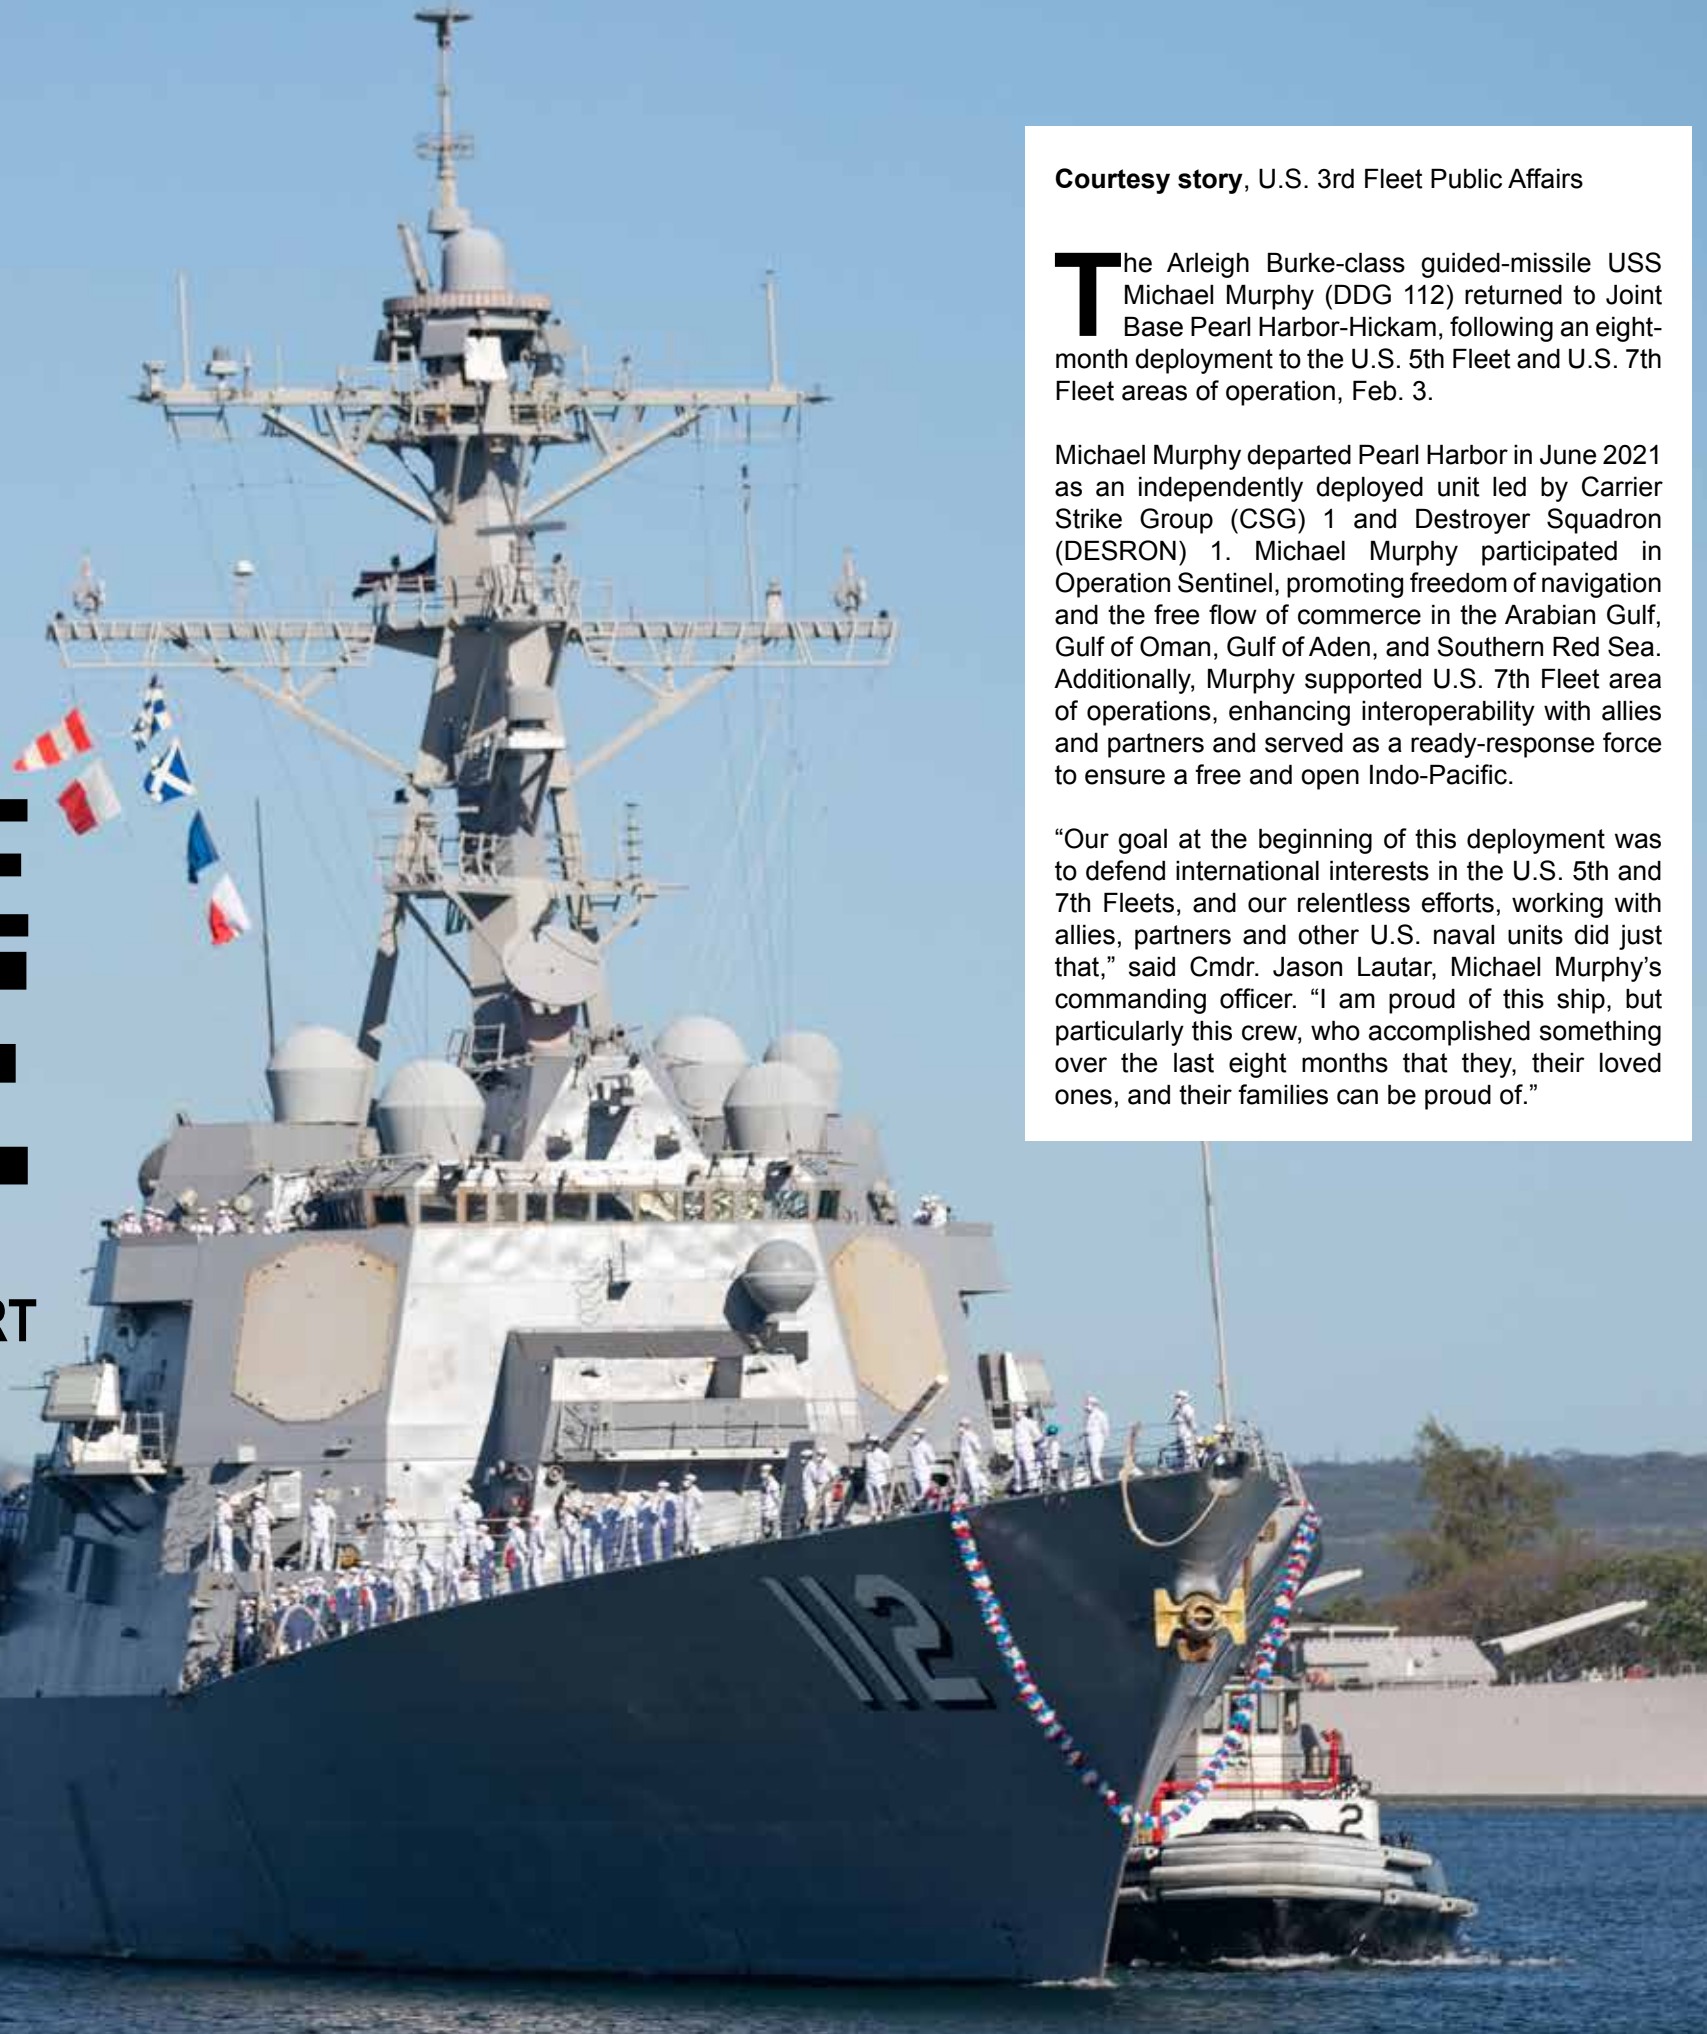 Courtesy story, U.S. 3rd Fleet Public Affairs
The Arleigh Burke-class guided-missile USS
Michael Murphy (DDG 112) returned to Joint
Base Pearl Harbor-Hickam, following an eight-
month deployment to the U.S. 5th Fleet and U.S. 7th
Fleet areas of operation, Feb. 3.
Michael Murphy departed Pearl Harbor in June 2021
as an independently deployed unit led by Carrier
Strike Group (CSG) 1 and Destroyer Squadron
(DESRON) 1. Michael Murphy participated in
Operation Sentinel, promoting freedom of navigation
and the free flow of commerce in the Arabian Gulf,
Gulf of Oman, Gulf of Aden, and Southern Red Sea.
Additionally, Murphy supported U.S. 7th Fleet area
of operations, enhancing interoperability with allies
and partners and served as a ready-response force
to ensure a free and open Indo-Pacific.
“Our goal at the beginning of this deployment was
to defend international interests in the U.S. 5th and
7th Fleets, and our relentless efforts, working with
allies, partners and other U.S. naval units did just
that,” said Cmdr. Jason Lautar, Michael Murphy’s
commanding officer. “I am proud of this ship, but
particularly this crew, who accomplished something
over the last eight months that they, their loved
ones, and their families can be proud of.”
RT
112
2